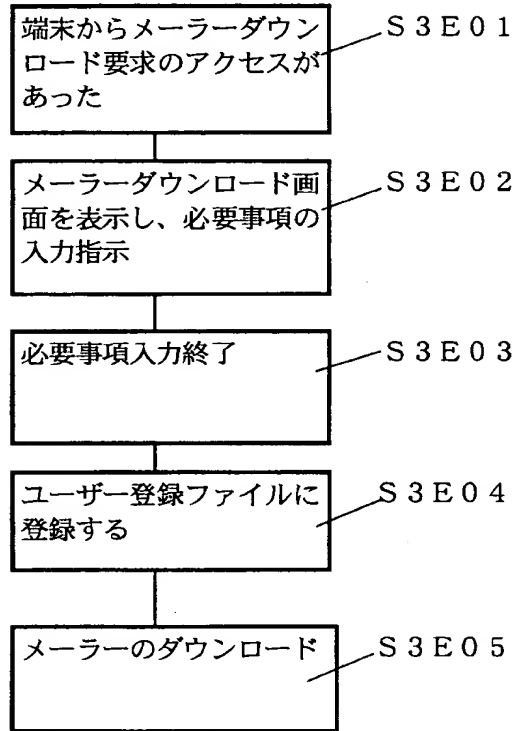 端末からメーラーダウン
ロード要求のアクセスが
あった
S3E01
メーラーダウンロード画
面を表示し、必要事項の
入力指示
S3E02
必要事項入力終了
S3E03
ユーザー登録ファイルに
登録する
S3E04
メーラーのダウンロード
S3E05